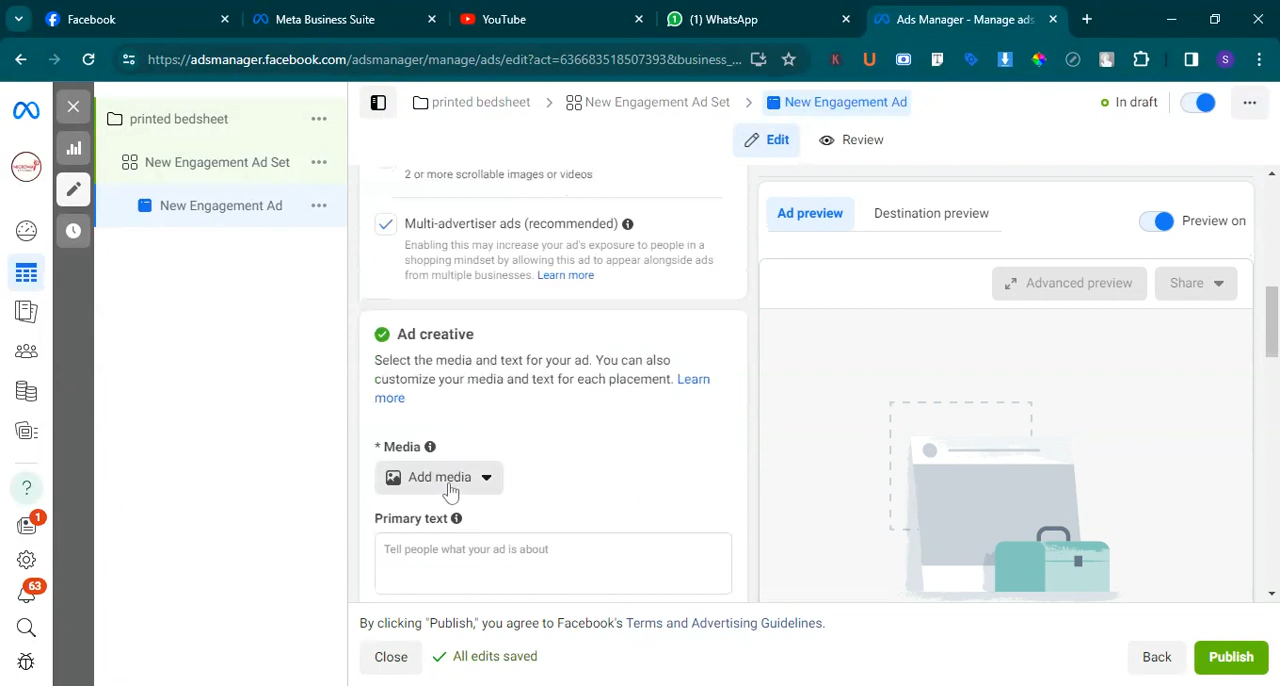 Facebook
Meta Business Suite
YouTube
(1) WhatsApp
Ads Manager - Manage ads
https://adsmanager.facebook.com/adsmanager/manage/ads/edit?act=636683518507393&business_...
K
U
S
printed bedsheet
New Engagement Ad Set
New Engagement Ad
In draft
Edit
Review
printed bedsheet
New Engagement Ad Set
New Engagement Ad
2 or more scrollable images or videos
Multi-advertiser ads (recommended)
Enabling this may increase your ad's exposure to people in a
shopping mindset by allowing this ad to appear alongside ads
from multiple businesses. Learn more
Ad creative
Select the media and text for your ad. You can also
customize your media and text for each placement. Learn
more
* Media
Add media
Primary text
Tell people what your ad is about
Ad preview
Destination preview
Preview on
Advanced preview
Share
1
63
By clicking "Publish," you agree to Facebook's Terms and Advertising Guidelines.
Close
All edits saved
Back
Publish